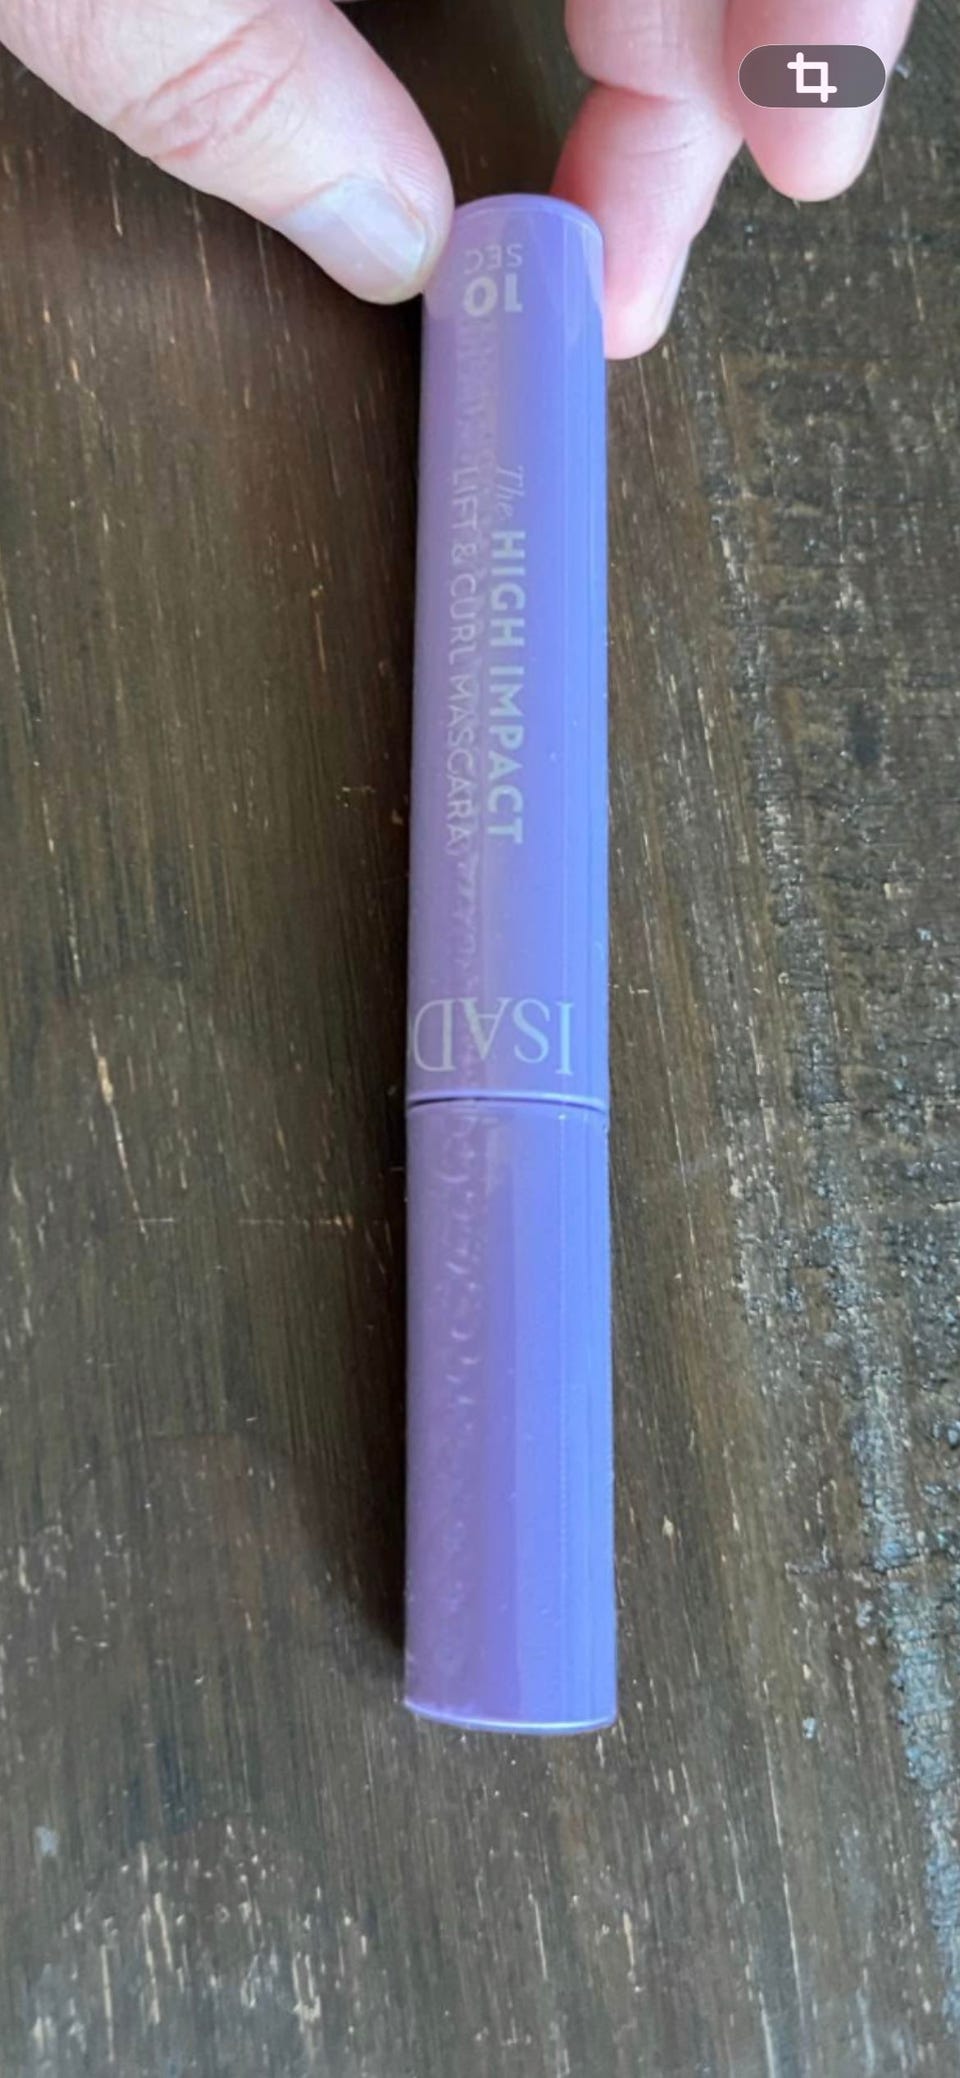 10
SEC
The HIGH IMPACT
LIFT & CURL MASCARA
ISAD